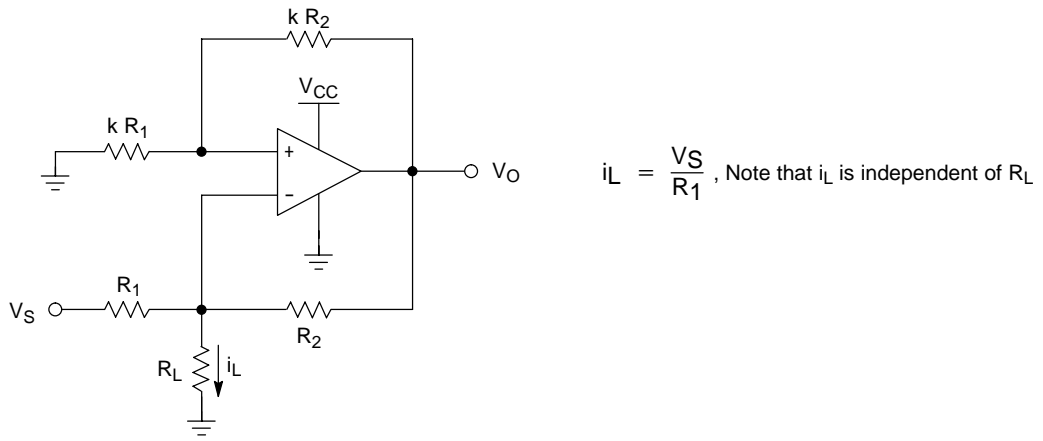 k R2
VCC
k R1
+
−
VO
iL = VS / R1 , Note that iL is independent of RL
R1
VS
R2
RL
iL